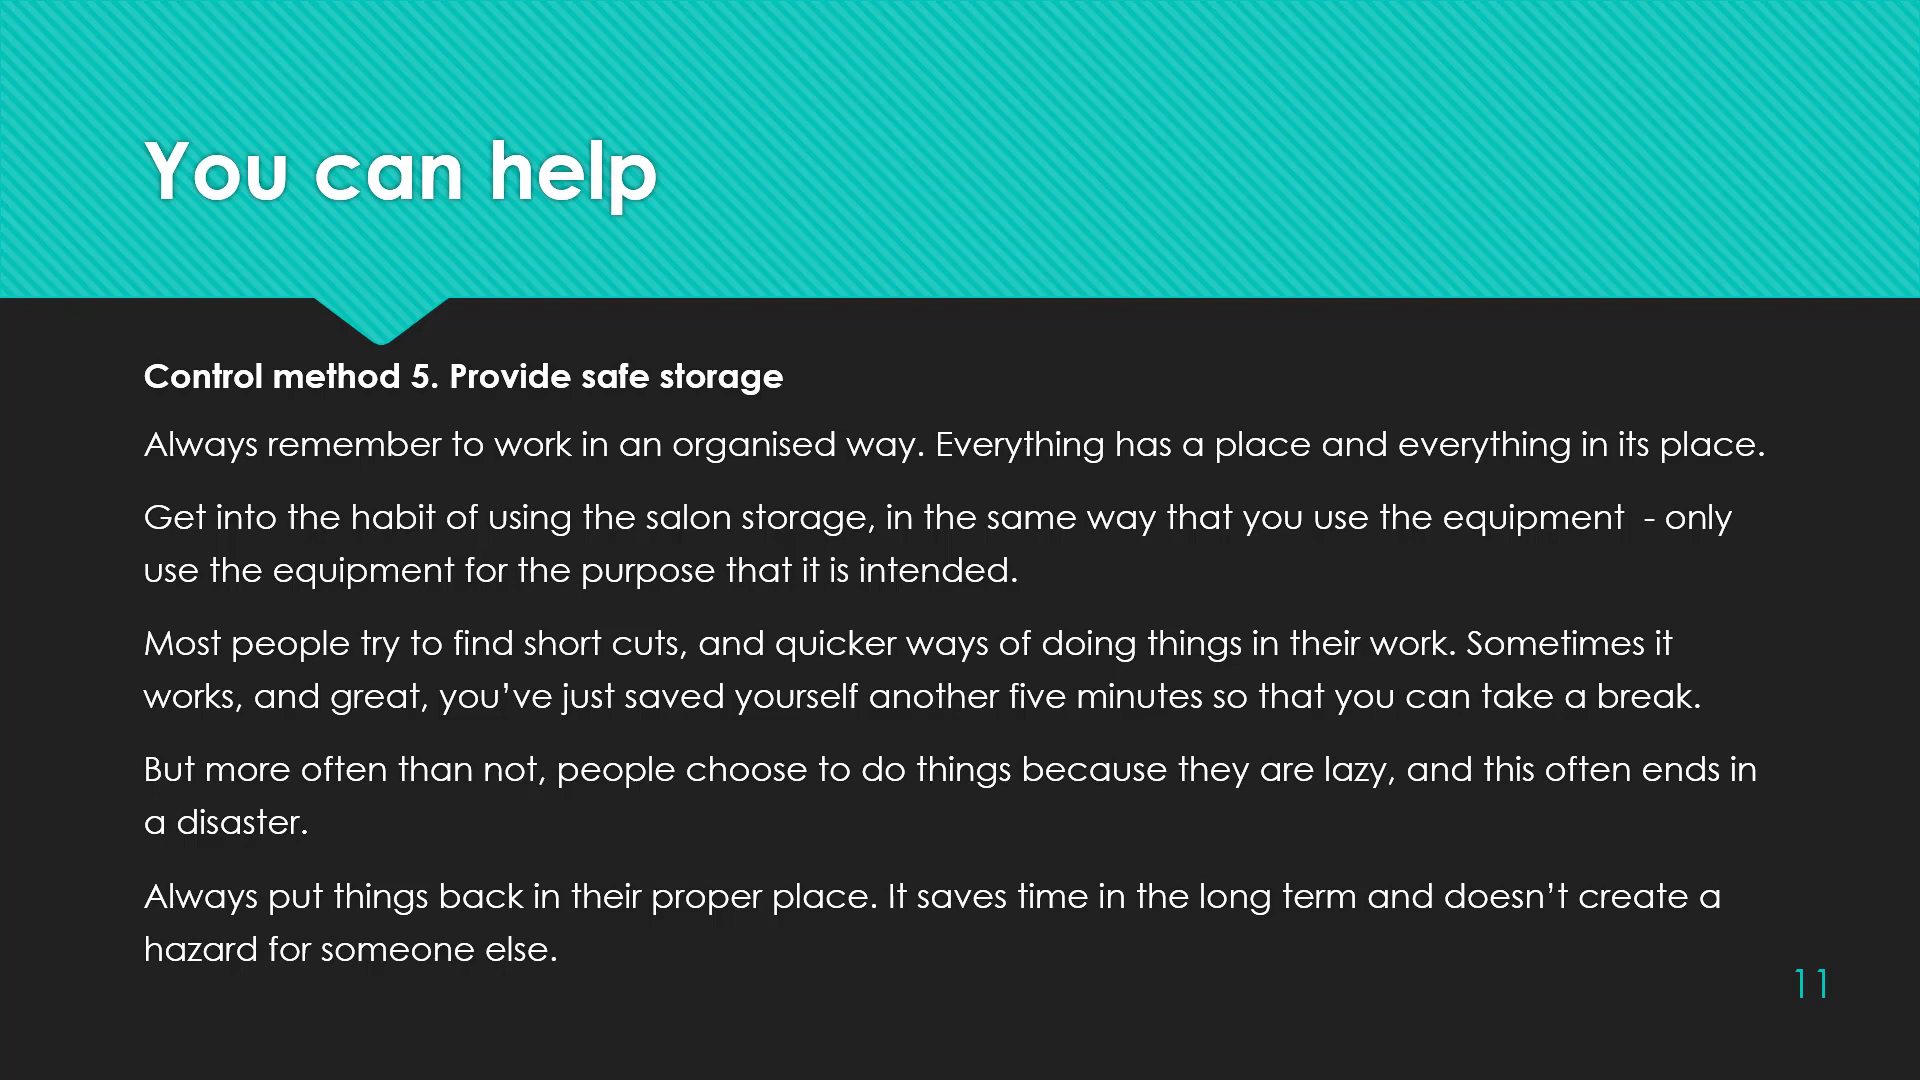 You can help
Control method 5. Provide safe storage
Always remember to work in an organised way. Everything has a place and everything in its place.
Get into the habit of using the salon storage, in the same way that you use the equipment  - only
use the equipment for the purpose that it is intended.
Most people try to find short cuts, and quicker ways of doing things in their work. Sometimes it
works, and great, you’ve just saved yourself another five minutes so that you can take a break.
But more often than not, people choose to do things because they are lazy, and this often ends in
a disaster.
Always put things back in their proper place. It saves time in the long term and doesn’t create a
hazard for someone else.
11